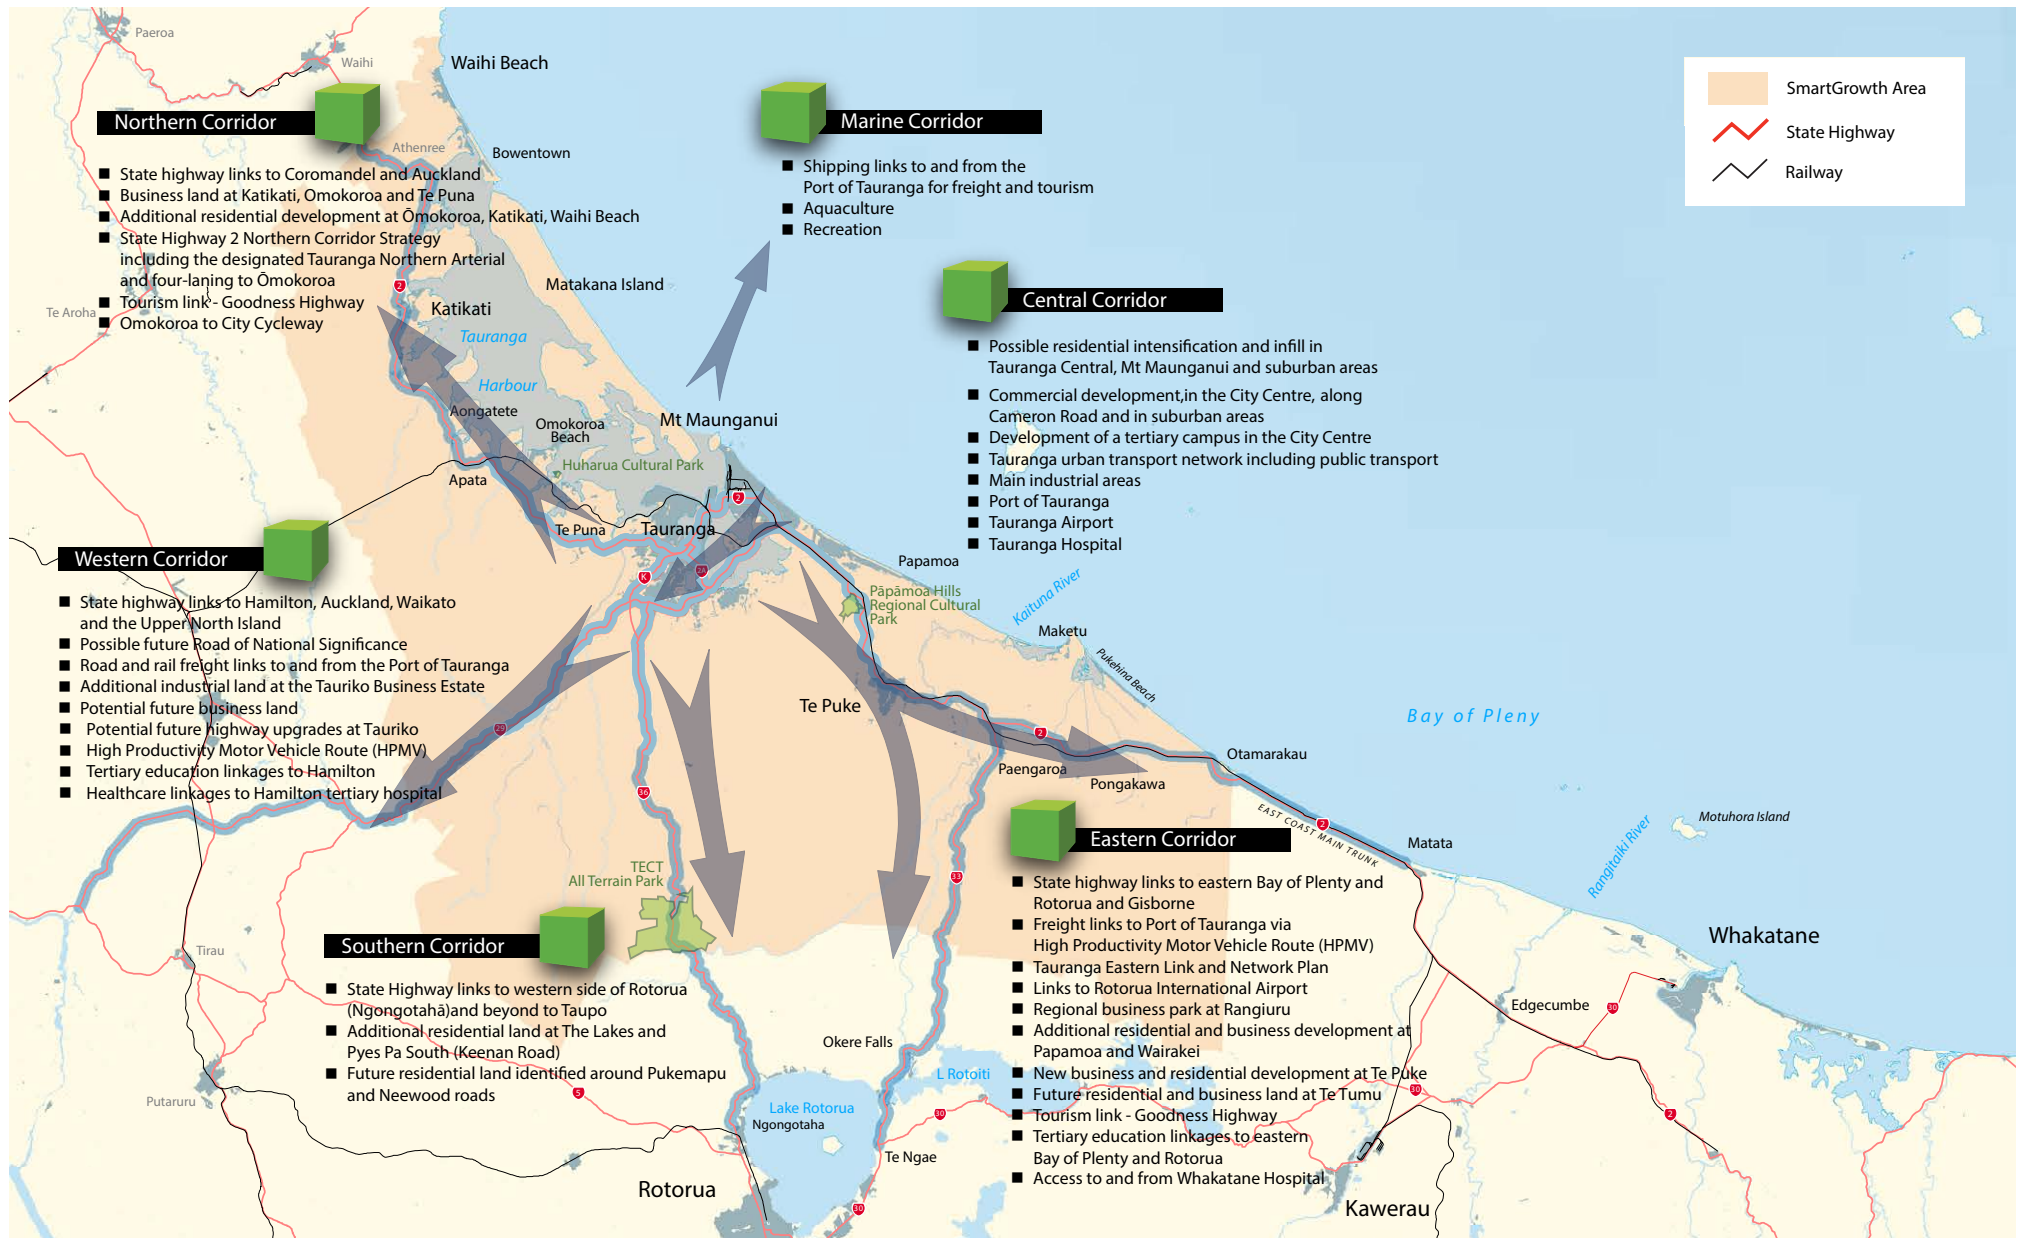 Paeroa
Waihi
Waihi Beach
Northern Corridor
Athenree
Bowentown
State highway links to Coromandel and Auckland
Business land at Katikati, Omokoroa and Te Puna
Additional residential development at Ōmokoroa, Katikati, Waihi Beach
State Highway 2 Northern Corridor Strategy
including the designated Tauranga Northern Arterial
and four-laning to Ōmokoroa
Tourism link - Goodness Highway
Omokoroa to City Cycleway
Marine Corridor
Shipping links to and from the
Port of Tauranga for freight and tourism
Aquaculture
Recreation
SmartGrowth Area
State Highway
Railway
Central Corridor
Possible residential intensification and infill in
Tauranga Central, Mt Maunganui and suburban areas
Commercial development,in the City Centre, along
Cameron Road and in suburban areas
Development of a tertiary campus in the City Centre
Tauranga urban transport network including public transport
Main industrial areas
Port of Tauranga
Tauranga Airport
Tauranga Hospital
Te Aroha
2
Katikati
Matakana Island
Tauranga
Harbour
Aongatete
Omokoroa
Beach
Mt Maunganui
Huharua Cultural Park
Apata
2
Te Puna
Tauranga
K
2A
Papamoa
Pāpāmoa Hills
Regional Cultural
Park
Kaituna River
Maketu
Pukehina Beach
Western Corridor
State highway links to Hamilton, Auckland, Waikato
and the Upper North Island
Possible future Road of National Significance
Road and rail freight links to and from the Port of Tauranga
Additional industrial land at the Tauriko Business Estate
Potential future business land
Potential future highway upgrades at Tauriko
High Productivity Motor Vehicle Route (HPMV)
Tertiary education linkages to Hamilton
Healthcare linkages to Hamilton tertiary hospital
29
36
Te Puke
2
Bay of Pleny
Paengaroa
Pongakawa
Otamarakau
EAST COAST MAIN TRUNK
2
Matata
Rangitaiki River
Motuhora Island
33
TECT
All Terrain Park
Southern Corridor
State Highway links to western side of Rotorua
(Ngongotahā)and beyond to Taupo
Additional residential land at The Lakes and
Pyes Pa South (Keenan Road)
Future residential land identified around Pukemapu
and Neewood roads
Eastern Corridor
State highway links to eastern Bay of Plenty and
Rotorua and Gisborne
Freight links to Port of Tauranga via
High Productivity Motor Vehicle Route (HPMV)
Tauranga Eastern Link and Network Plan
Links to Rotorua International Airport
Regional business park at Rangiuru
Additional residential and business development at
Papamoa and Wairakei
New business and residential development at Te Puke
Future residential and business land at Te Tumu
Tourism link - Goodness Highway
Tertiary education linkages to eastern
Bay of Plenty and Rotorua
Access to and from Whakatane Hospital
Whakatane
Edgecumbe
30
Tirau
Putaruru
5
Okere Falls
L Rotoiti
Lake Rotorua
Ngongotaha
30
30
2
Te Ngae
Rotorua
30
Kawerau